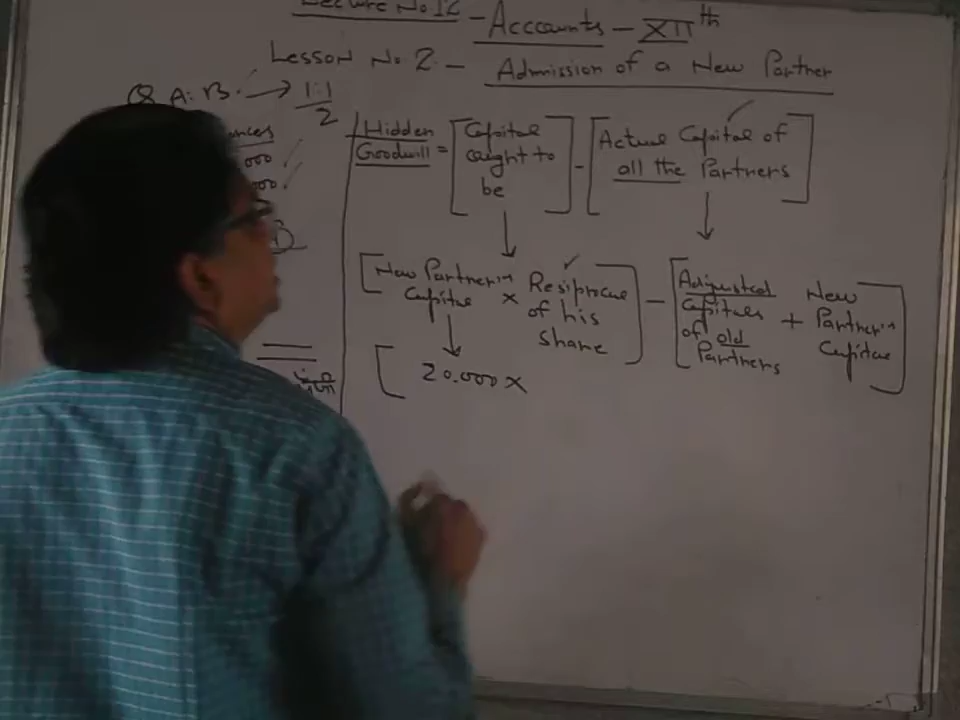 Lecture No 12 - Acccounts - XII th
Lesson No. 2 - Admission of a New Partner
Q A: B. → 1:1
2
Hidden
Goodwill = [Capital
ought to
be] - [Actual Capital of
all the Partners]
[New Partner's
Capital × Resiprocue
of his
share] - [Adjusted
Capitals
of old
Partners + New
Partner's
Capital]
[ 20.000 ×